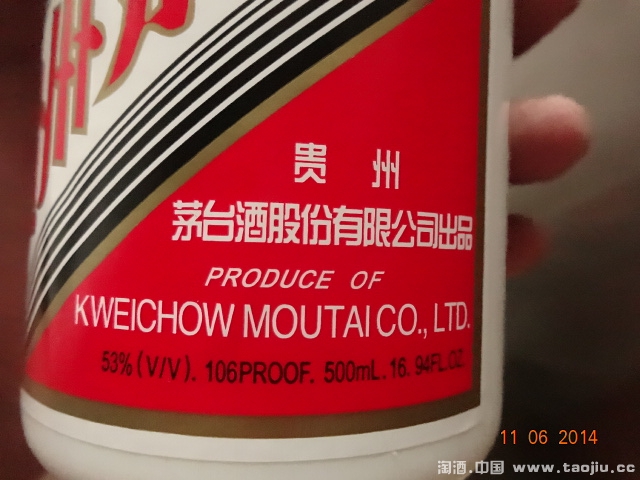 贵 州
茅台酒股份有限公司出品
PRODUCE OF
KWEICHOW MOUTAI CO., LTD.
53% (V/V). 106PROOF. 500mL. 16. 94FL.OZ.
11 06 2014
淘酒.中国 www.taojiu.cc